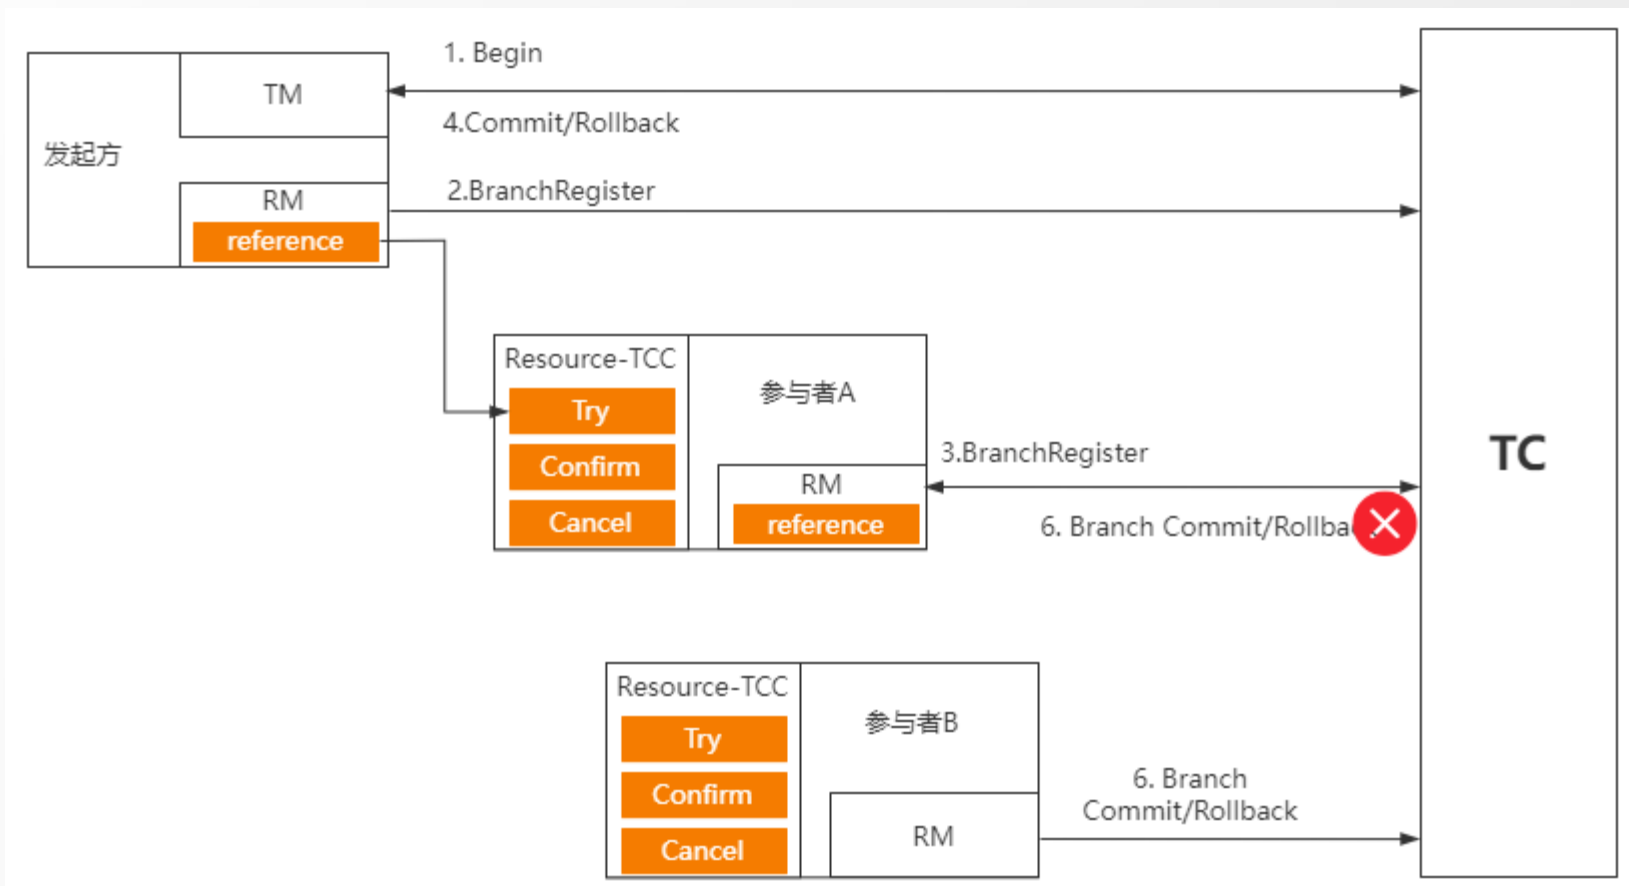 1. Begin
TM
4.Commit/Rollback
发起方
2.BranchRegister
RM
reference
Resource-TCC
Try
Confirm
Cancel
参与者A
RM
reference
3.BranchRegister
6. Branch Commit/Rollba
TC
Resource-TCC
Try
Confirm
Cancel
参与者B
RM
6. Branch
Commit/Rollback